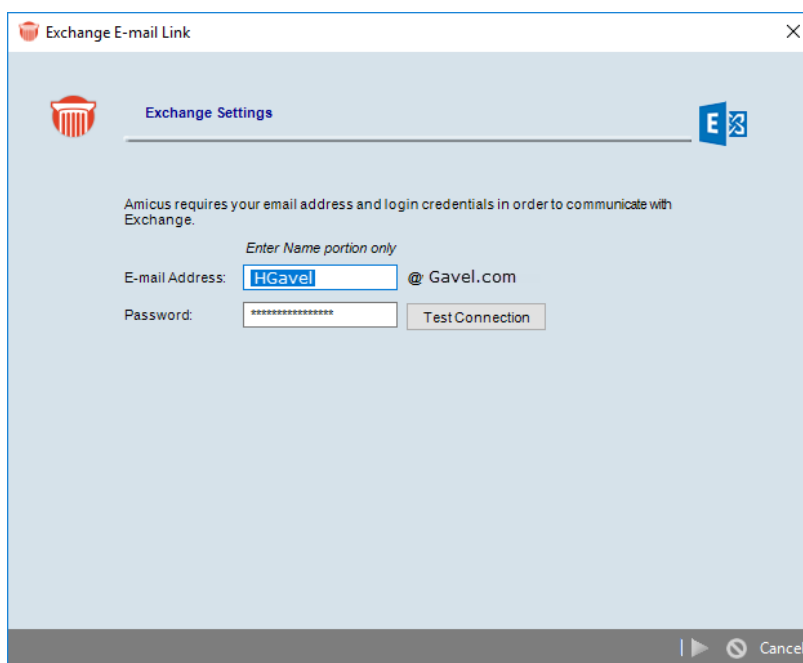 Exchange E-mail Link
Exchange Settings
E
Amicus requires your email address and login credentials in order to communicate with
Exchange.
Enter Name portion only
E-mail Address: HGavel @ Gavel.com
Password: **************** Test Connection
Cancel